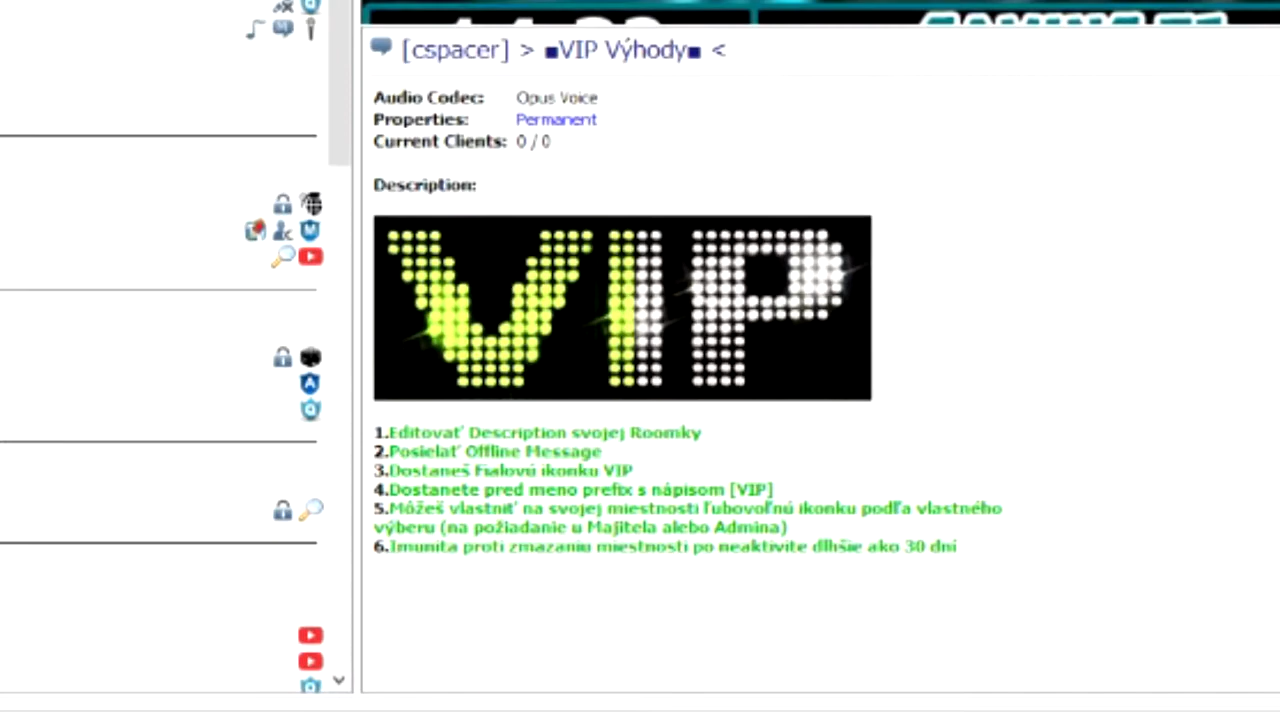 [cspacer] > ■VIP Výhody■ <
Audio Codec: Opus Voice
Properties: Permanent
Current Clients: 0 / 0
Description:
VIP
1.Editovať Description svojej Roomky
2.Posielať Offline Message
3.Dostaneš Fialovú ikonku VIP
4.Dostanete pred meno prefix s nápisom [VIP]
5.Môžeš vlastniť na svojej miestnosti ľubovoľnú ikonku podľa vlastného
výberu (na požiadanie u Majitela alebo Admina)
6.Imunita proti zmazaniu miestnosti po neaktivite dlhšie ako 30 dní